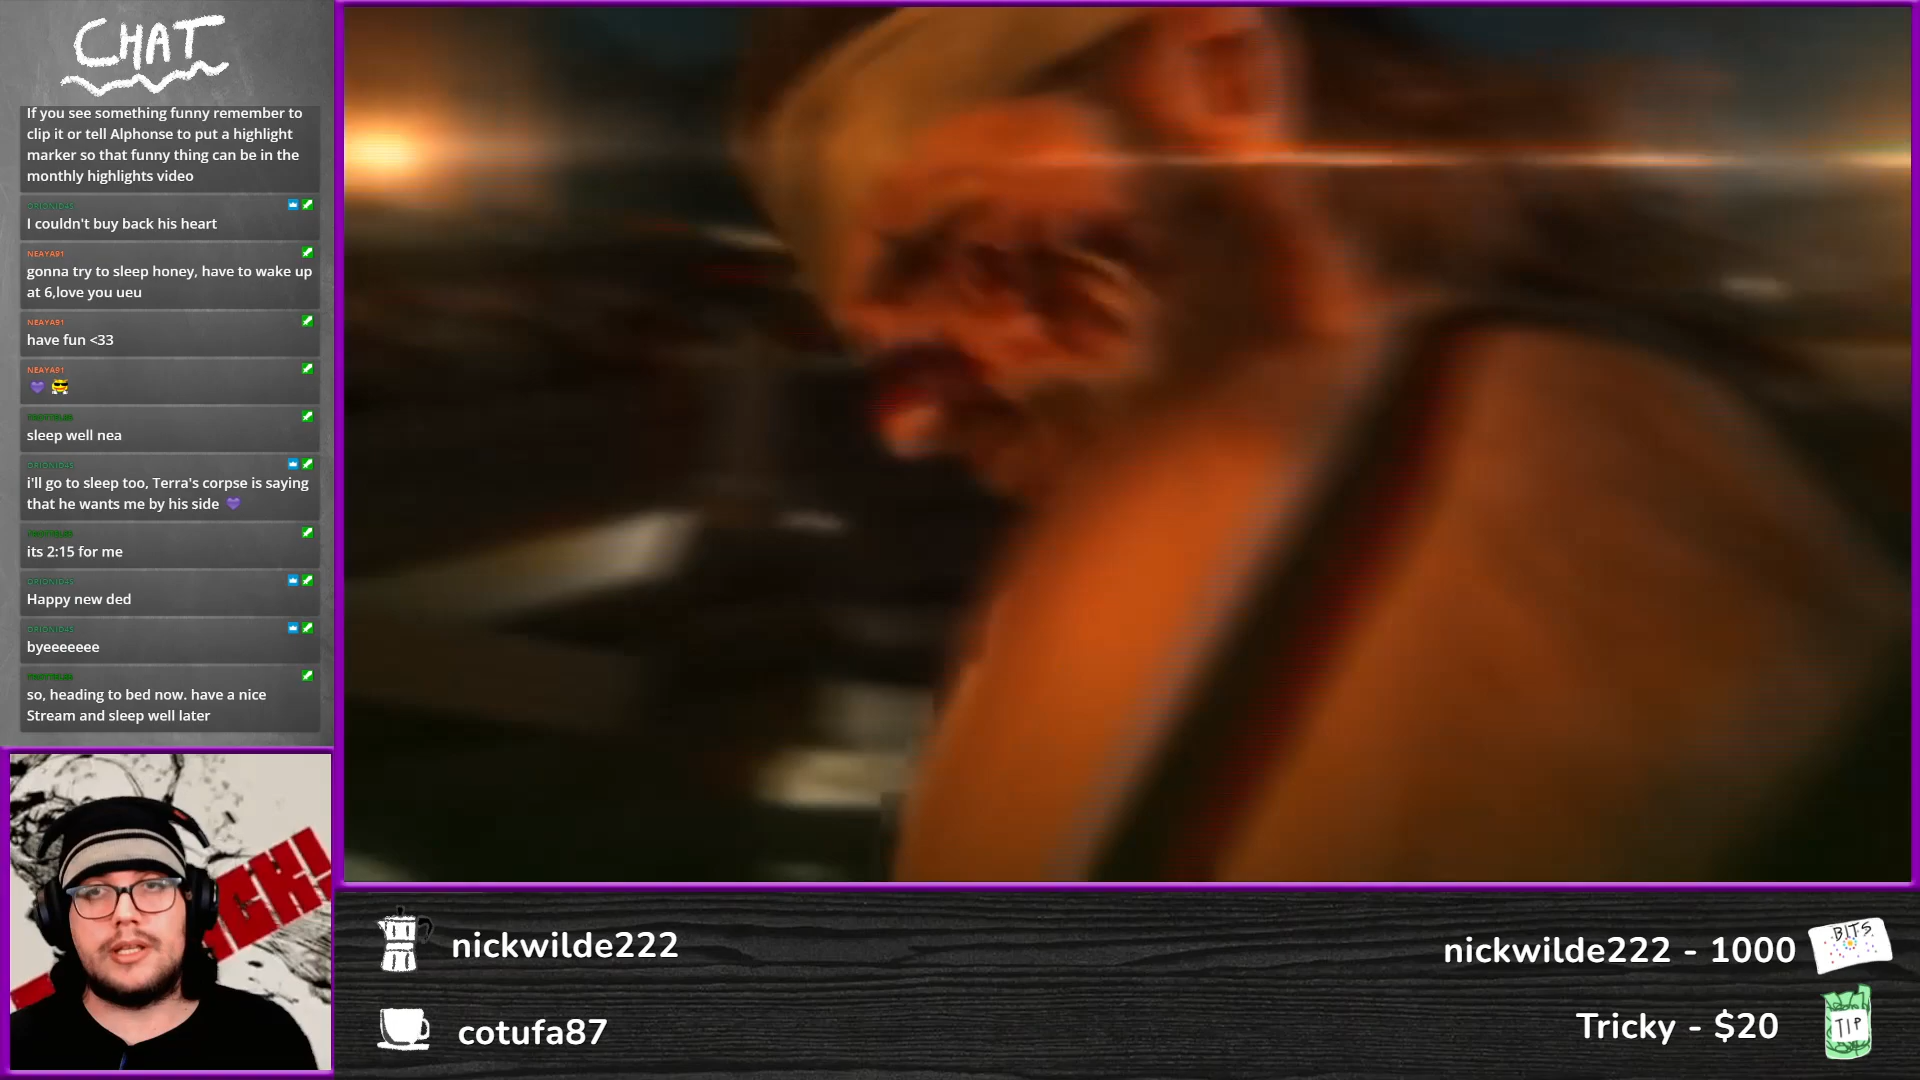 CHAT
If you see something funny remember to
clip it or tell Alphonse to put a highlight
marker so that funny thing can be in the
monthly highlights video
ORIONID45
I couldn't buy back his heart
NEAYA91
gonna try to sleep honey, have to wake up
at 6,love you ueu
NEAYA91
have fun <33
NEAYA91
sleep well nea
ORIONID45
i'll go to sleep too, Terra's corpse is saying
that he wants me by his side
its 2:15 for me
ORIONID45
Happy new ded
ORIONID45
byeeeeeee
so, heading to bed now. have a nice
Stream and sleep well later
nickwilde222
cotufa87
nickwilde222 - 1000
BITS
Tricky - $20
TIP